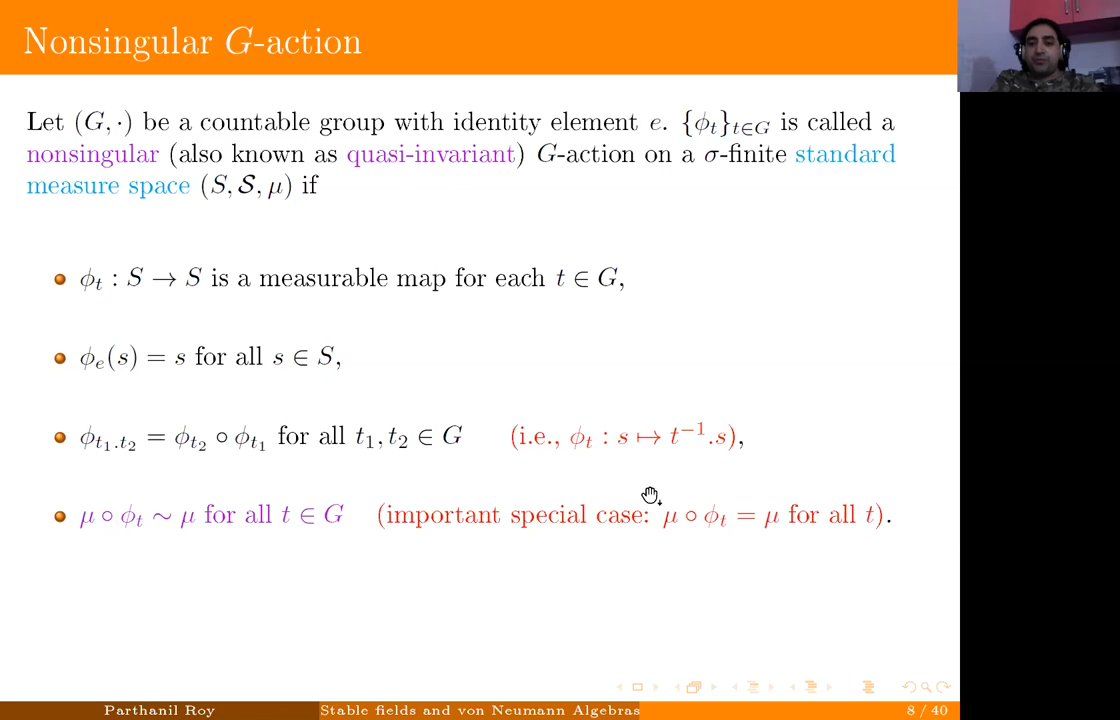 Nonsingular G-action
Let (G, ·) be a countable group with identity element e. {ϕ_t}_{t∈G} is called a
nonsingular (also known as quasi-invariant) G-action on a σ-finite standard
measure space (S, 𝒮, μ) if
ϕ_t : S → S is a measurable map for each t ∈ G,
ϕ_e(s) = s for all s ∈ S,
ϕ_{t_1.t_2} = ϕ_{t_2} ∘ ϕ_{t_1} for all t_1, t_2 ∈ G (i.e., ϕ_t : s ↦ t^{−1}.s),
μ ∘ ϕ_t ∼ μ for all t ∈ G (important special case: μ ∘ ϕ_t = μ for all t).
Parthanil Roy Stable fields and von Neumann Algebras 8 / 40